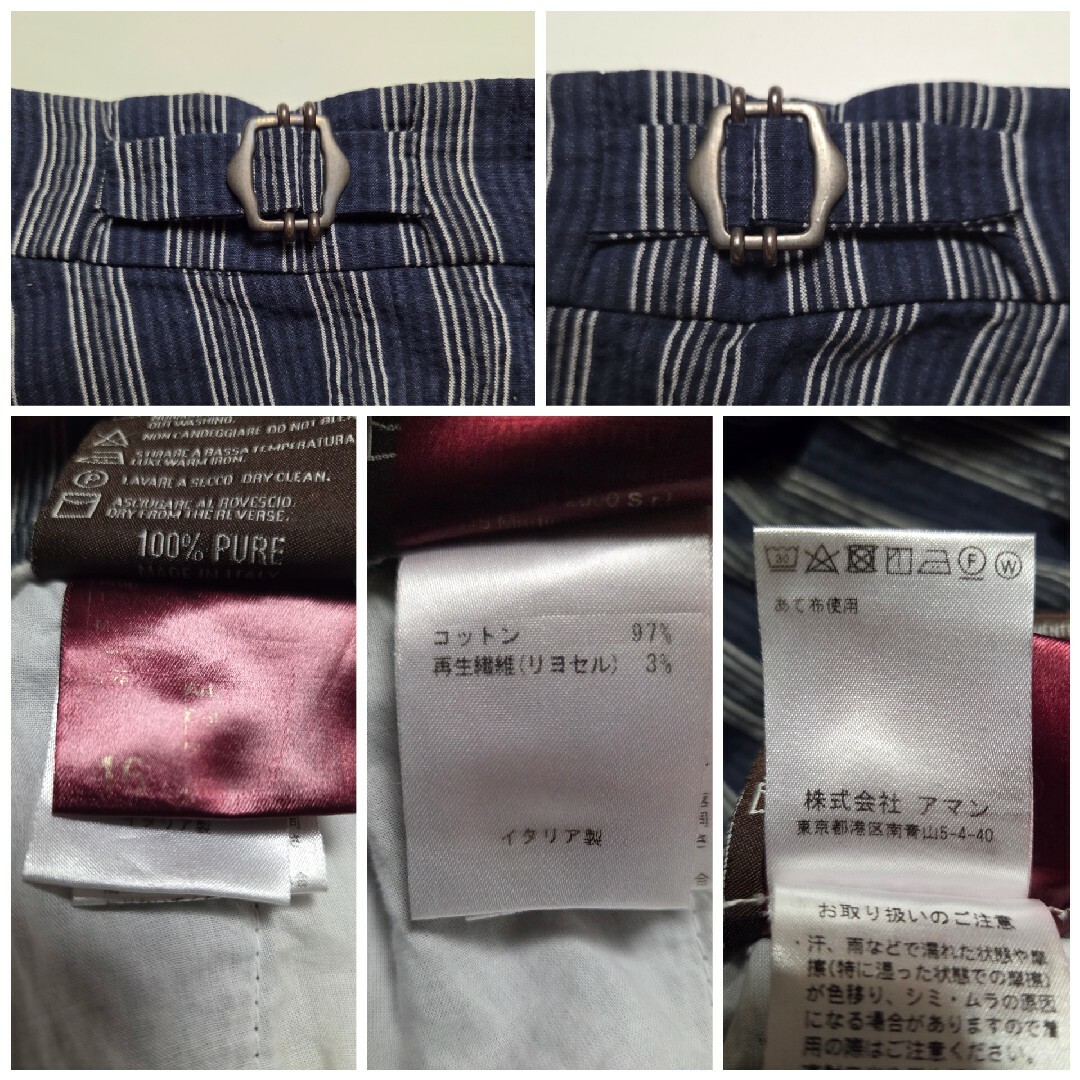 NON CANDEGGIARE DO NOT BLE
STIRARE A BASSA TEMPERATURA
LUKE WARM IRON.
LAVARE A SECCO DRY CLEAN.
ASCIUGARE AL ROVESCIO.
DRY FROM THE REVERSE.
100% PURE
MADE IN ITALY
16
イタリア製
コットン 97%
再生繊維(リヨセル) 3%
イタリア製
30
F
W
あて布使用
株式会社 アマン
東京都港区南青山5-4-40
お取り扱いのご注意
・汗、雨などで濡れた状態や摩
擦(特に湿った状態での摩擦)
が色移り、シミ・ムラの原因
になる場合がありますので着
用の際はご注意ください。